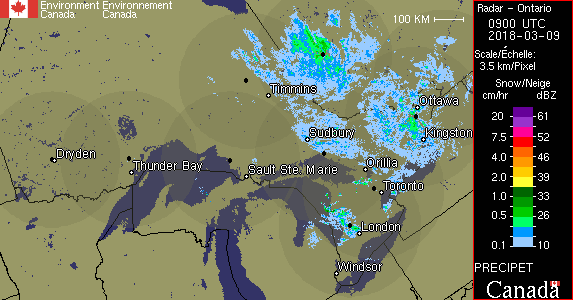 Environment Environnement
Canada Canada
100 KM
Timmins
Ottawa
Sudbury
Kingston
Dryden
Thunder Bay
Sault Ste. Marie
Orillia
Toronto
London
Windsor
Radar - Ontario
0900 UTC
2018-03-09
Scale/Échelle:
3.5 km/Pixel
Snow/Neige
cm/hr dBZ
20 61
7.5 52
4.0 46
2.0 39
1.0 33
0.5 26
0.1 10
PRECIPET
Canada